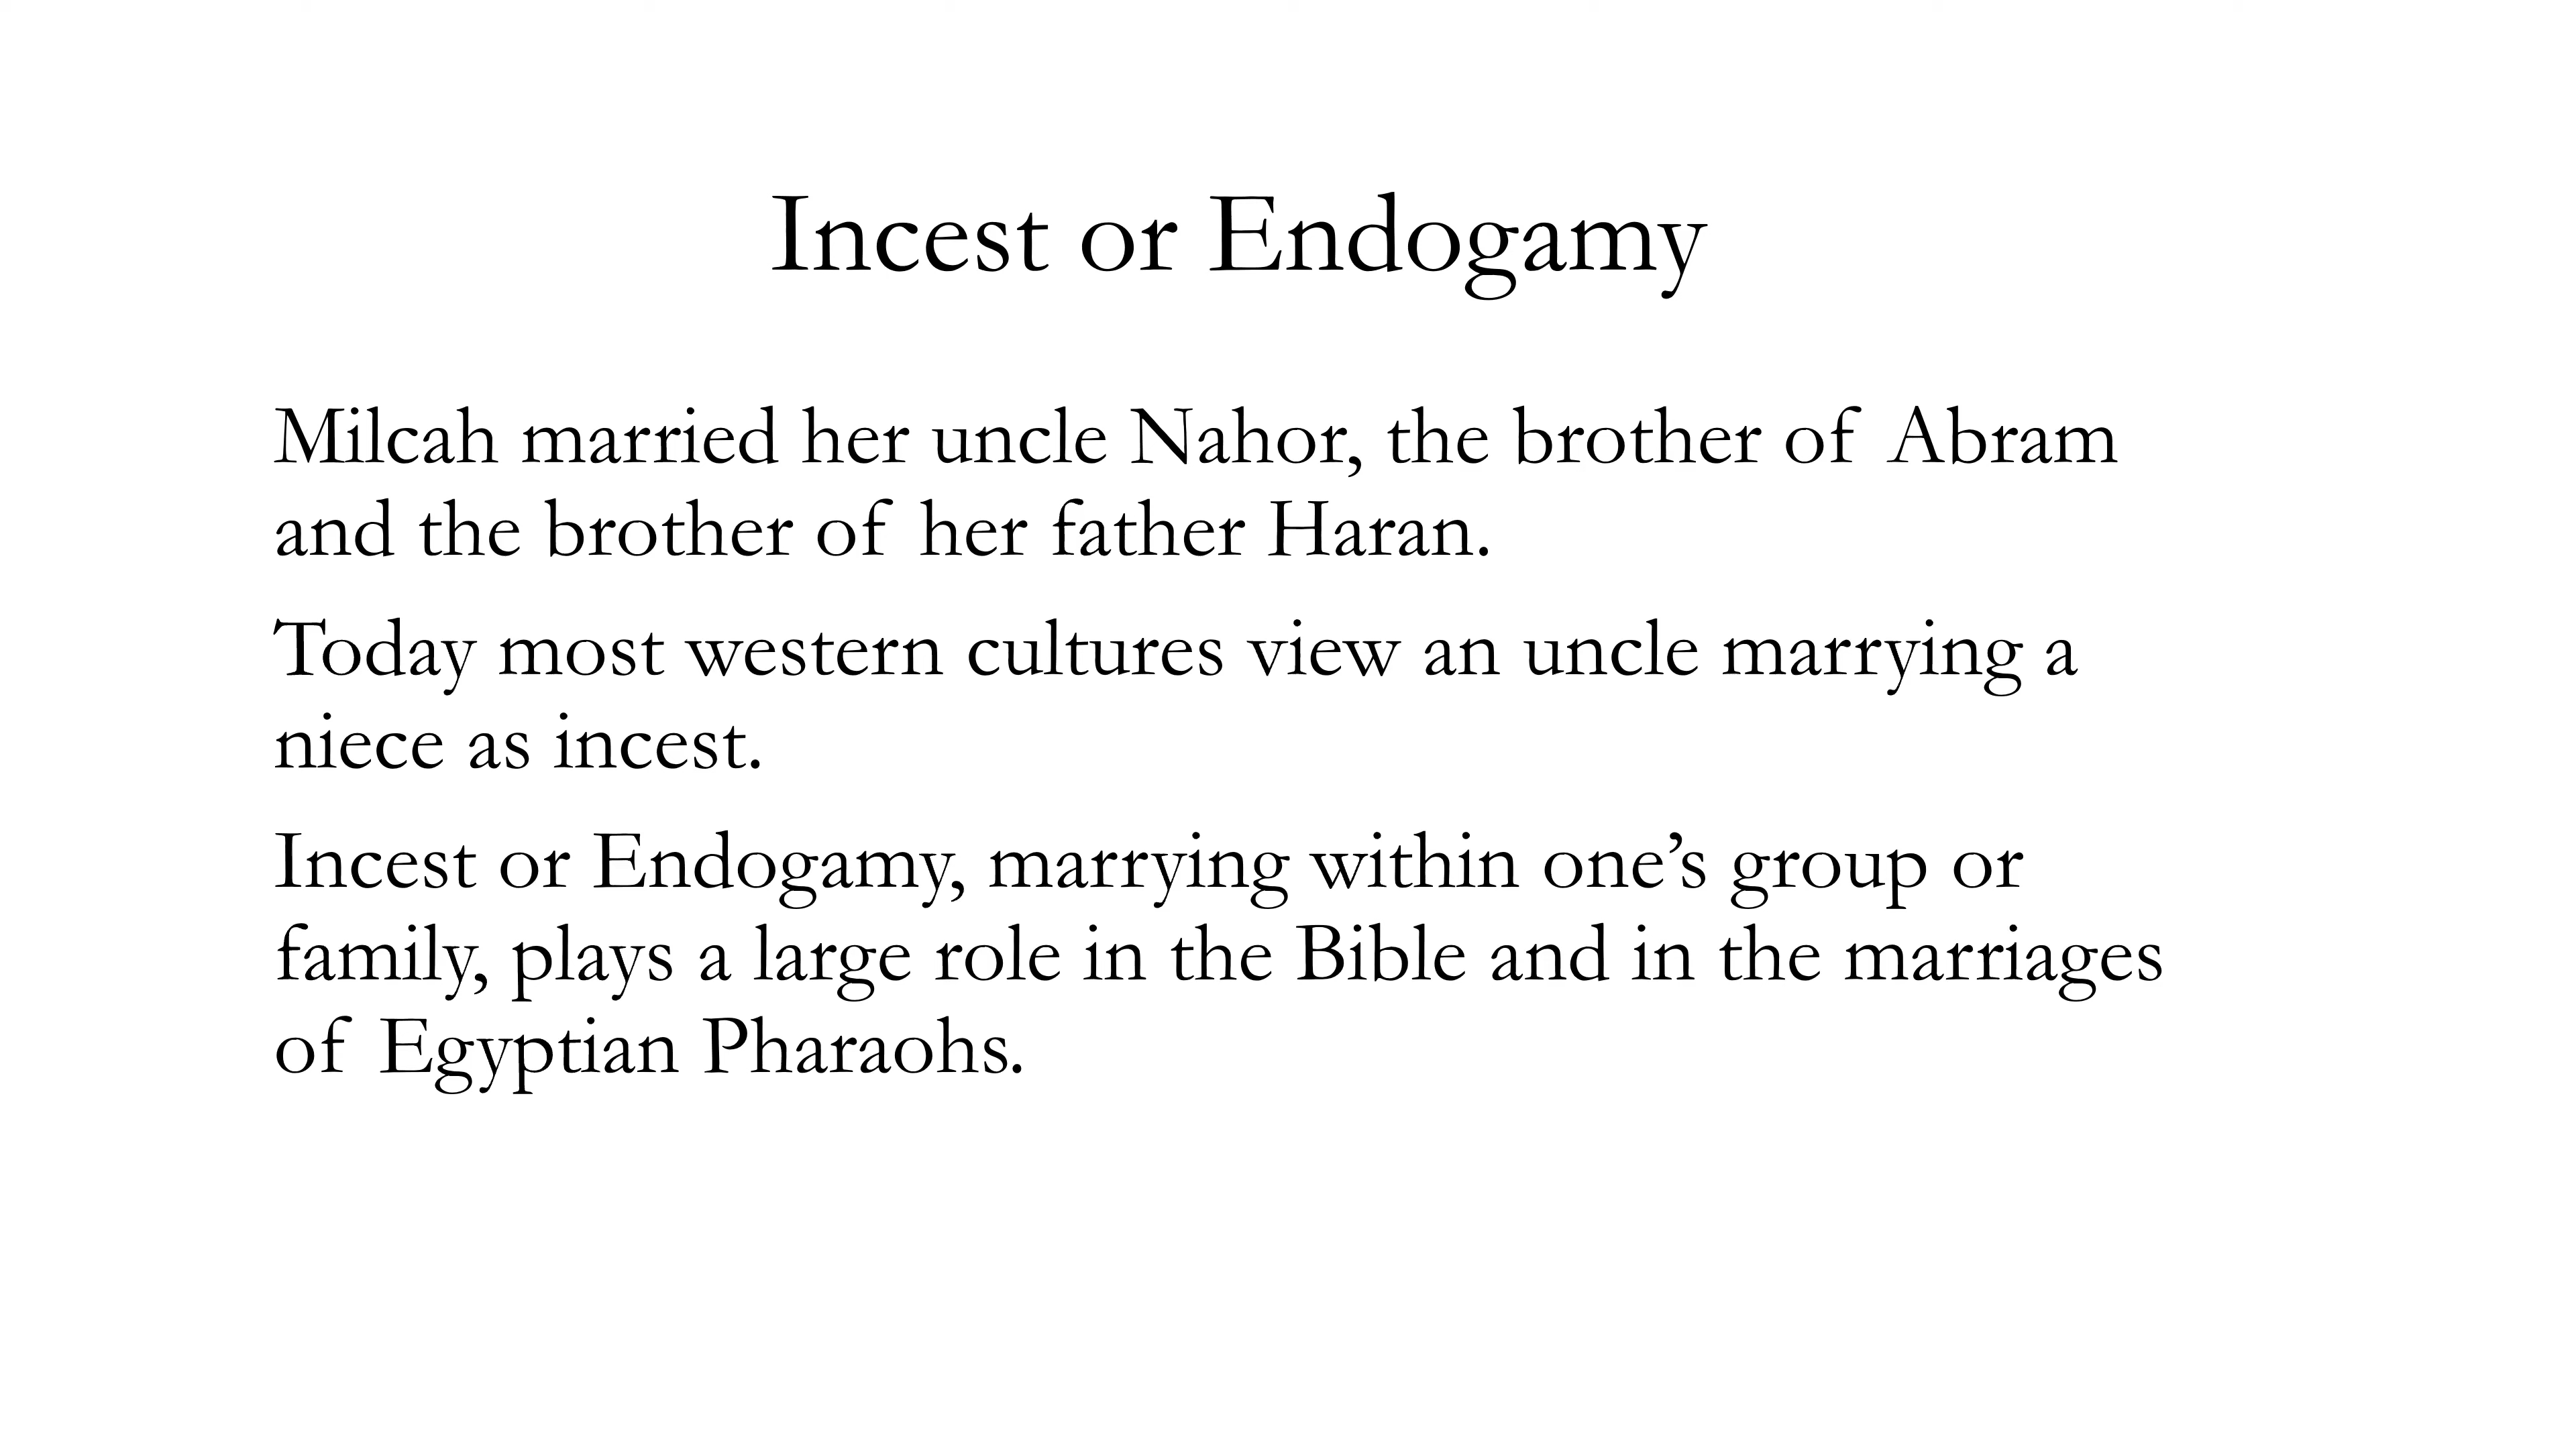 Incest or Endogamy
Milcah married her uncle Nahor, the brother of Abram
and the brother of her father Haran.
Today most western cultures view an uncle marrying a
niece as incest.
Incest or Endogamy, marrying within one’s group or
family, plays a large role in the Bible and in the marriages
of Egyptian Pharaohs.